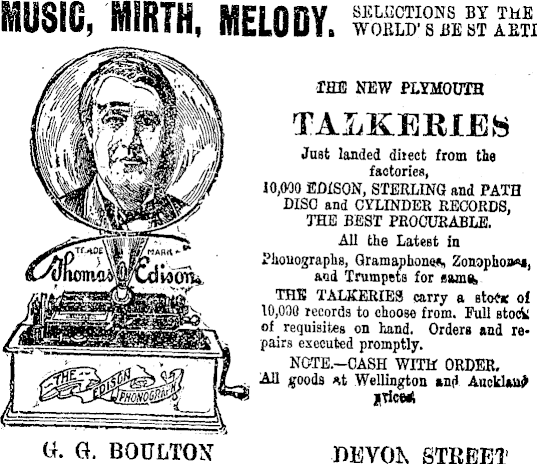 MUSIC, MIRTH, MELODY.
SELECTIONS BY THE
WORLD'S BEST ARTI
THE NEW PLYMOUTH
TALKERIES
Just landed direct from the
factories,
10,000 EDISON, STERLING and PATH
DISC and CYLINDER RECORDS,
THE BEST PROCURABLE.
All the Latest in
Phonographs, Gramaphones, Zonophones,
and Trumpets for same.
THE TALKERIES carry a stock of
10,000 records to choose from. Full stock
of requisites on hand. Orders and re-
pairs executed promptly.
NOTE.—CASH WITH ORDER.
All goods at Wellington and Auckland
prices.
TRADE MARK
Thomas A Edison.
THE EDISON PHONOGRAPH
G. G. BOULTON
DEVON STREET